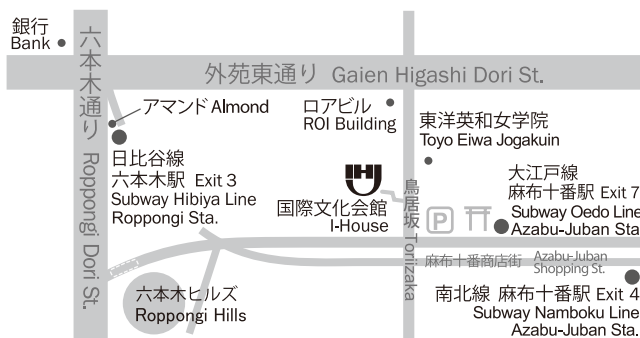 銀行
Bank
六本木通り Roppongi Dori St.
外苑東通り Gaien Higashi Dori St.
アマンド Almond
ロアビル
ROI Building
東洋英和女学院
Toyo Eiwa Jogakuin
日比谷線
六本木駅 Exit 3
Subway Hibiya Line
Roppongi Sta.
IHJ
国際文化会館
I-House
鳥居坂 Toriizaka
P
大江戸線
麻布十番駅 Exit 7
Subway Oedo Line
Azabu-Juban Sta
麻布十番商店街 Azabu-Juban
Shopping St.
六本木ヒルズ
Roppongi Hills
南北線 麻布十番駅 Exit 4
Subway Namboku Line
Azabu-Juban Sta.